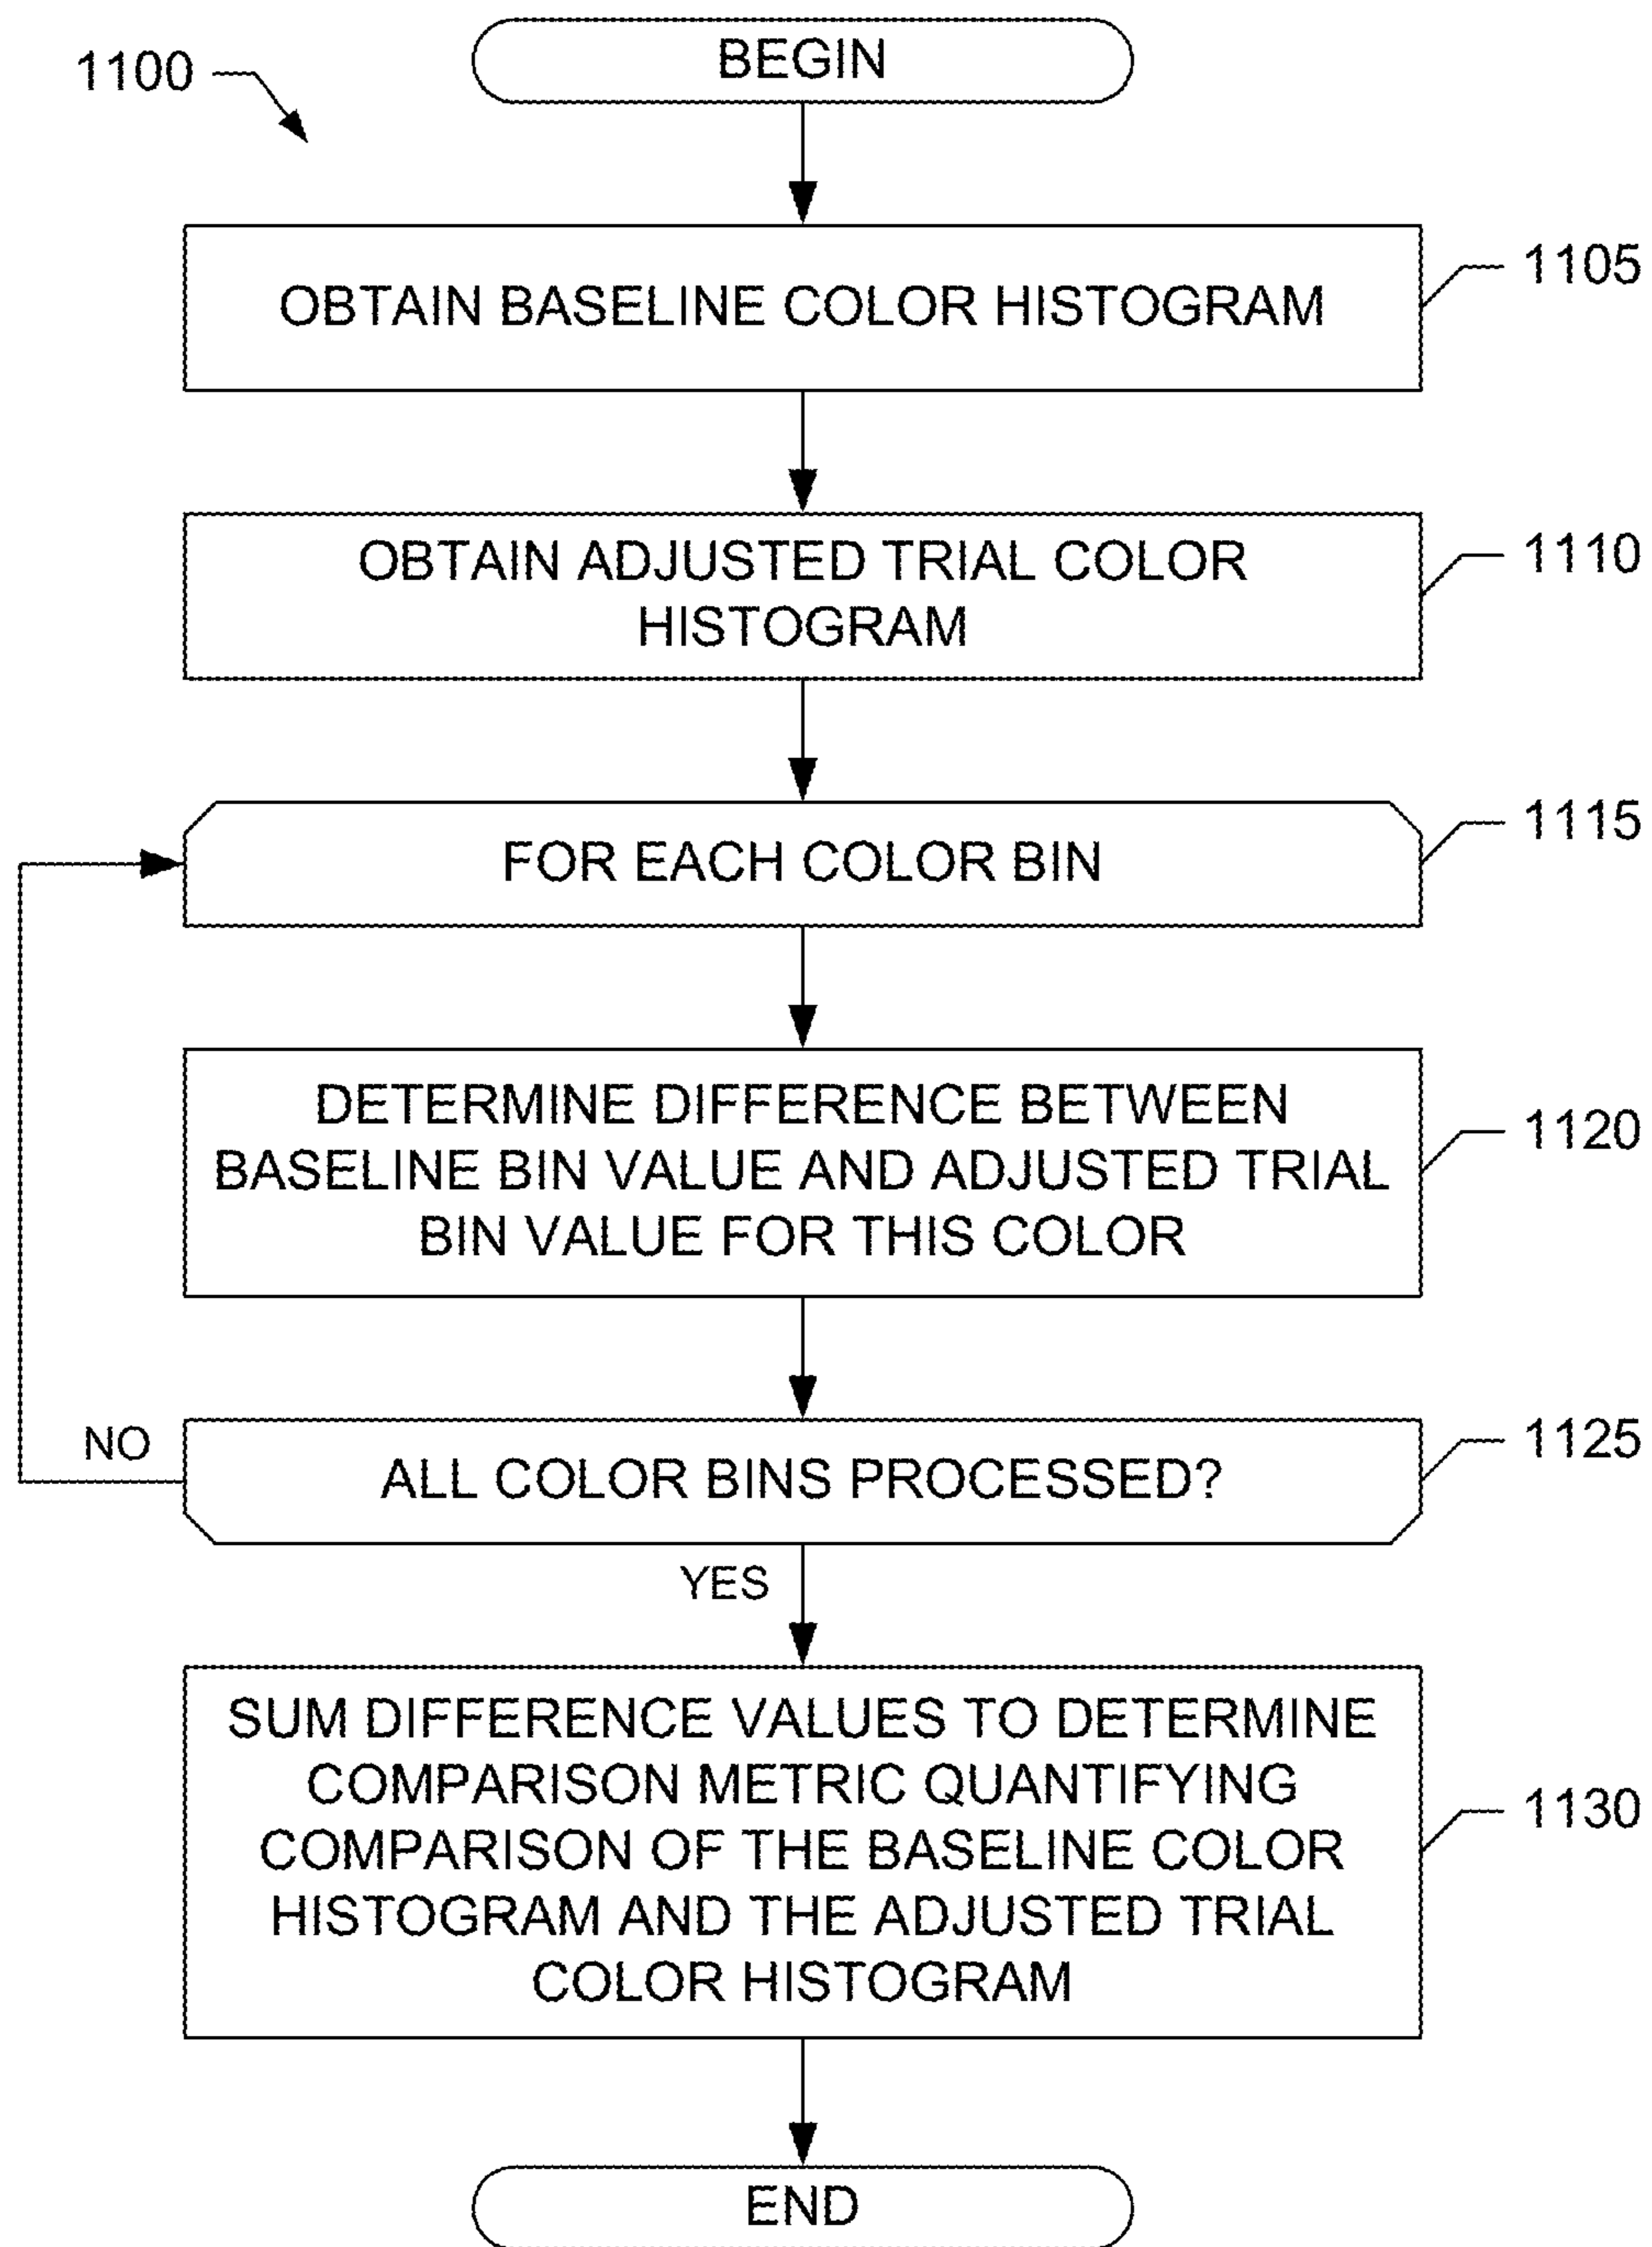 BEGIN
1100
OBTAIN BASELINE COLOR HISTOGRAM
1105
OBTAIN ADJUSTED TRIAL COLOR
HISTOGRAM
1110
FOR EACH COLOR BIN
1115
DETERMINE DIFFERENCE BETWEEN
BASELINE BIN VALUE AND ADJUSTED TRIAL
BIN VALUE FOR THIS COLOR
1120
NO
ALL COLOR BINS PROCESSED?
1125
YES
SUM DIFFERENCE VALUES TO DETERMINE
COMPARISON METRIC QUANTIFYING
COMPARISON OF THE BASELINE COLOR
HISTOGRAM AND THE ADJUSTED TRIAL
COLOR HISTOGRAM
1130
END